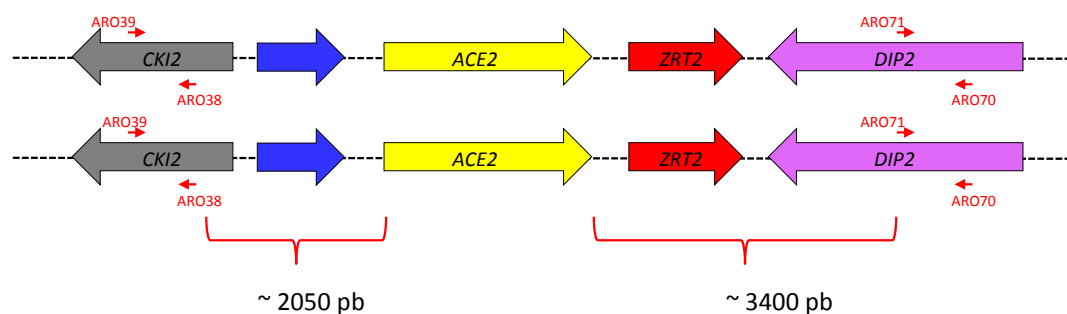 ARO39 ARO71
CKI2 ACE2 ZRT2 DIP2
ARO38 ARO70
ARO39 ARO71
CKI2 ACE2 ZRT2 DIP2
ARO38 ARO70
~ 2050 pb ~ 3400 pb